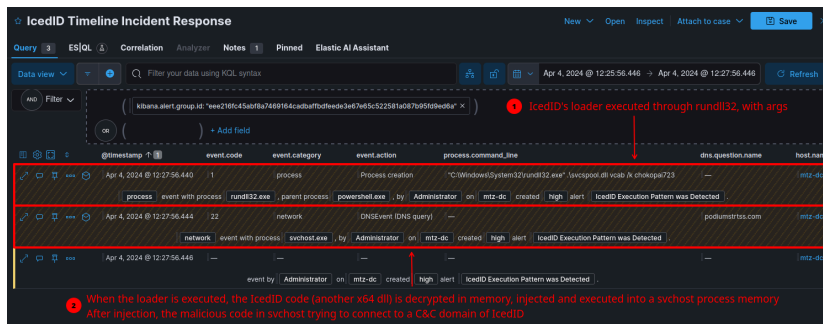 IcedID Timeline Incident Response
New Open Inspect Attach to case Save
Query 3 ES|QL Correlation Analyzer Notes 1 Pinned Elastic AI Assistant
Data view Filter your data using KQL syntax Apr 4, 2024 @ 12:25:56.446 → Apr 4, 2024 @ 12:27:56.446 Refresh
AND Filter ( kibana.alert.group.id: "eee216fc45abf8a7469164cadbaffbdfeede3e67e65c522581a087b95fd9ed6a" × ) 1 IcedID's loader executed through rundll32, with args
OR ( ) + Add field
@timestamp ↑ 1 event.code event.category event.action process.command_line dns.question.name host.nam
Apr 4, 2024 @ 12:27:56.440 1 process Process creation "C:\Windows\System32\rundll32.exe" .\svcspool.dll vcab /k chokopai723 — mtz-dc
process event with process rundll32.exe , parent process powershell.exe , by Administrator on mtz-dc created high alert IcedID Execution Pattern was Detected .
Apr 4, 2024 @ 12:27:56.444 22 network DNSEvent (DNS query) — podiumstrtss.com mtz-dc
network event with process svchost.exe , by Administrator on mtz-dc created high alert IcedID Execution Pattern was Detected .
Apr 4, 2024 @ 12:27:56.446 — — — — — mtz-dc
event by Administrator on mtz-dc created high alert IcedID Execution Pattern was Detected .
2 When the loader is executed, the IcedID code (another x64 dll) is decrypted in memory, injected and executed into a svchost process memory
After injection, the malicious code in svchost trying to connect to a C&C domain of IcedID